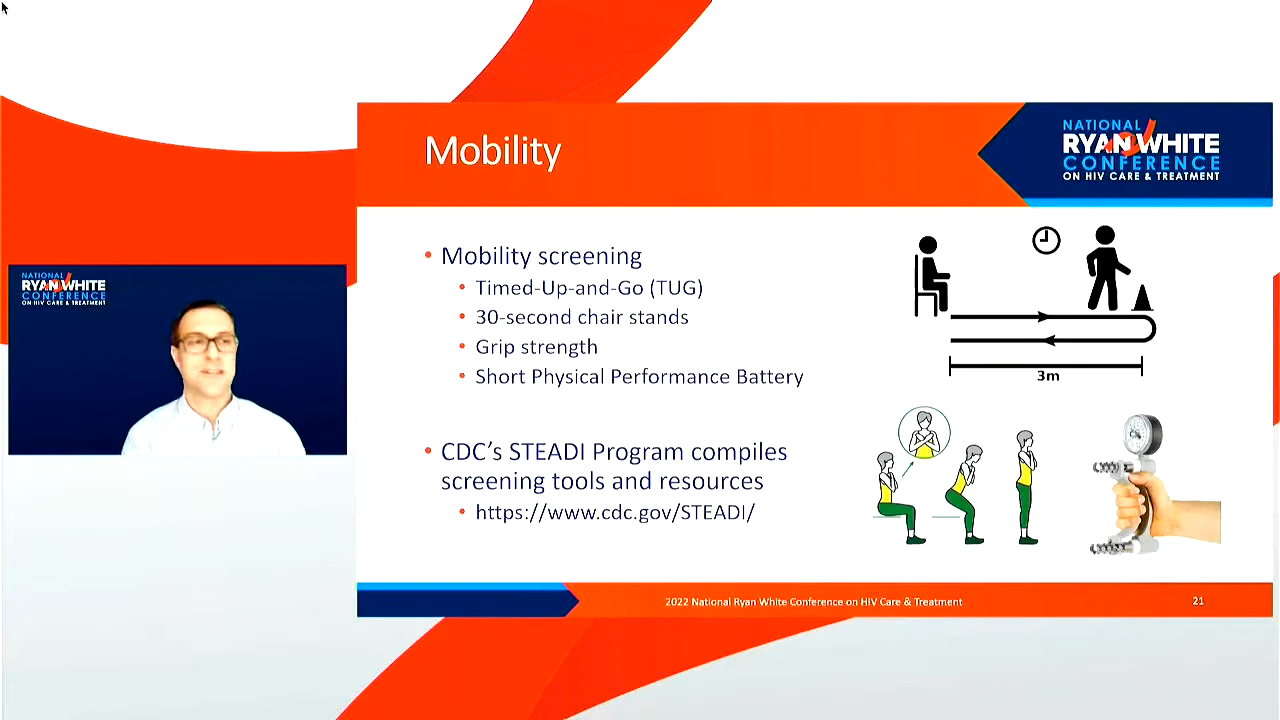 Mobility
NATIONAL
RYAN WHITE
CONFERENCE
ON HIV CARE & TREATMENT
• Mobility screening
• Timed-Up-and-Go (TUG)
• 30-second chair stands
• Grip strength
• Short Physical Performance Battery
• CDC's STEADI Program compiles
screening tools and resources
• https://www.cdc.gov/STEADI/
3m
NATIONAL
RYAN WHITE
CONFERENCE
ON HIV CARE & TREATMENT
2022 National Ryan White Conference on HIV Care & Treatment
21